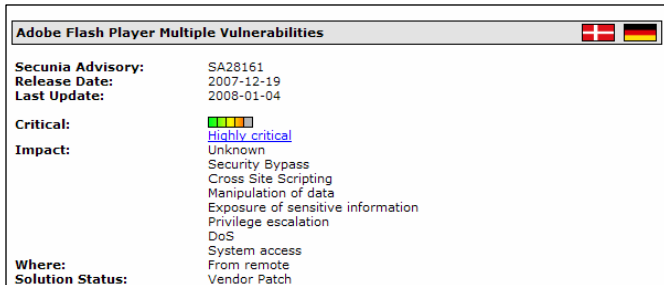 Adobe Flash Player Multiple Vulnerabilities
Secunia Advisory: SA28161
Release Date: 2007-12-19
Last Update: 2008-01-04
Critical:
Highly critical
Impact: Unknown
Security Bypass
Cross Site Scripting
Manipulation of data
Exposure of sensitive information
Privilege escalation
DoS
System access
Where: From remote
Solution Status: Vendor Patch